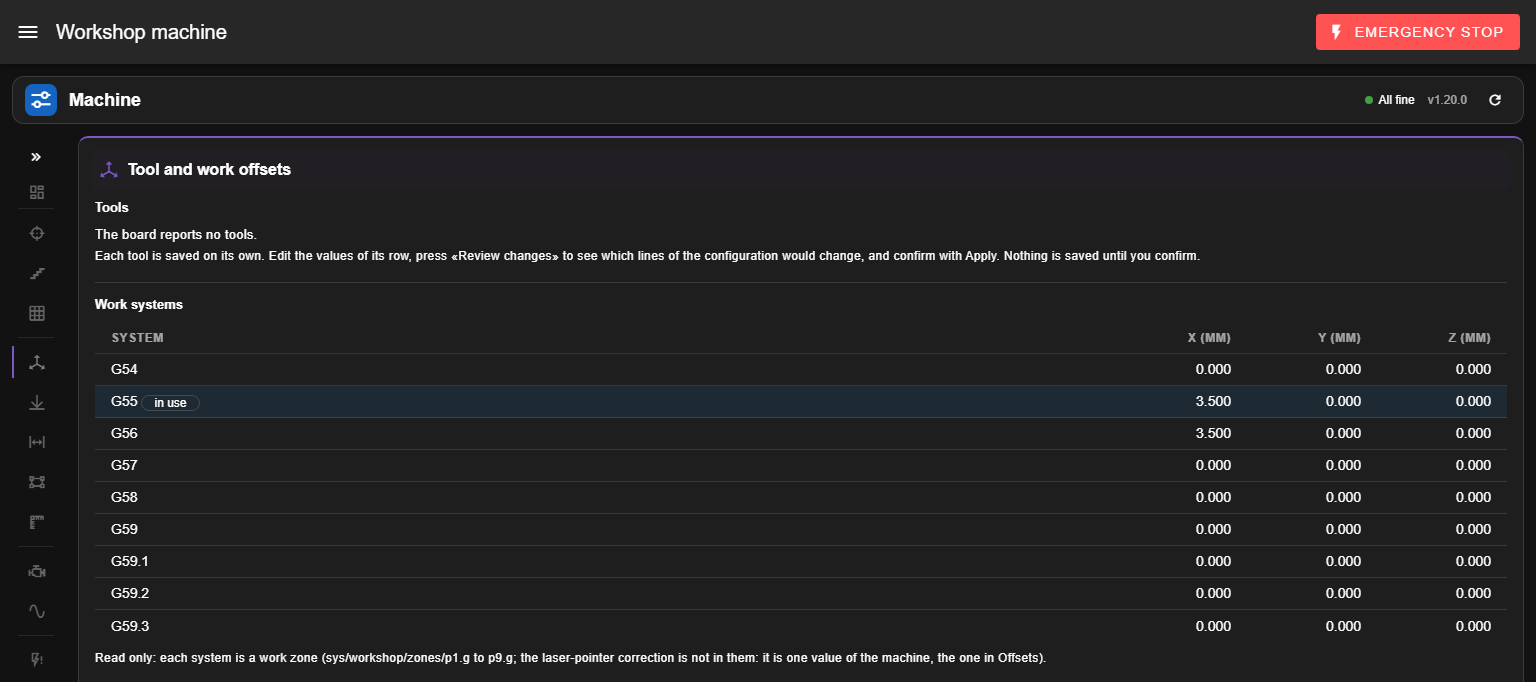 Workshop machine
EMERGENCY STOP
Machine
All fine v1.20.0
Tool and work offsets
Tools
The board reports no tools.
Each tool is saved on its own. Edit the values of its row, press «Review changes» to see which lines of the configuration would change, and confirm with Apply. Nothing is saved until you confirm.
Work systems
SYSTEM X (MM) Y (MM) Z (MM)
G54 0.000 0.000 0.000
G55 in use 3.500 0.000 0.000
G56 3.500 0.000 0.000
G57 0.000 0.000 0.000
G58 0.000 0.000 0.000
G59 0.000 0.000 0.000
G59.1 0.000 0.000 0.000
G59.2 0.000 0.000 0.000
G59.3 0.000 0.000 0.000
Read only: each system is a work zone (sys/workshop/zones/p1.g to p9.g; the laser-pointer correction is not in them: it is one value of the machine, the one in Offsets).